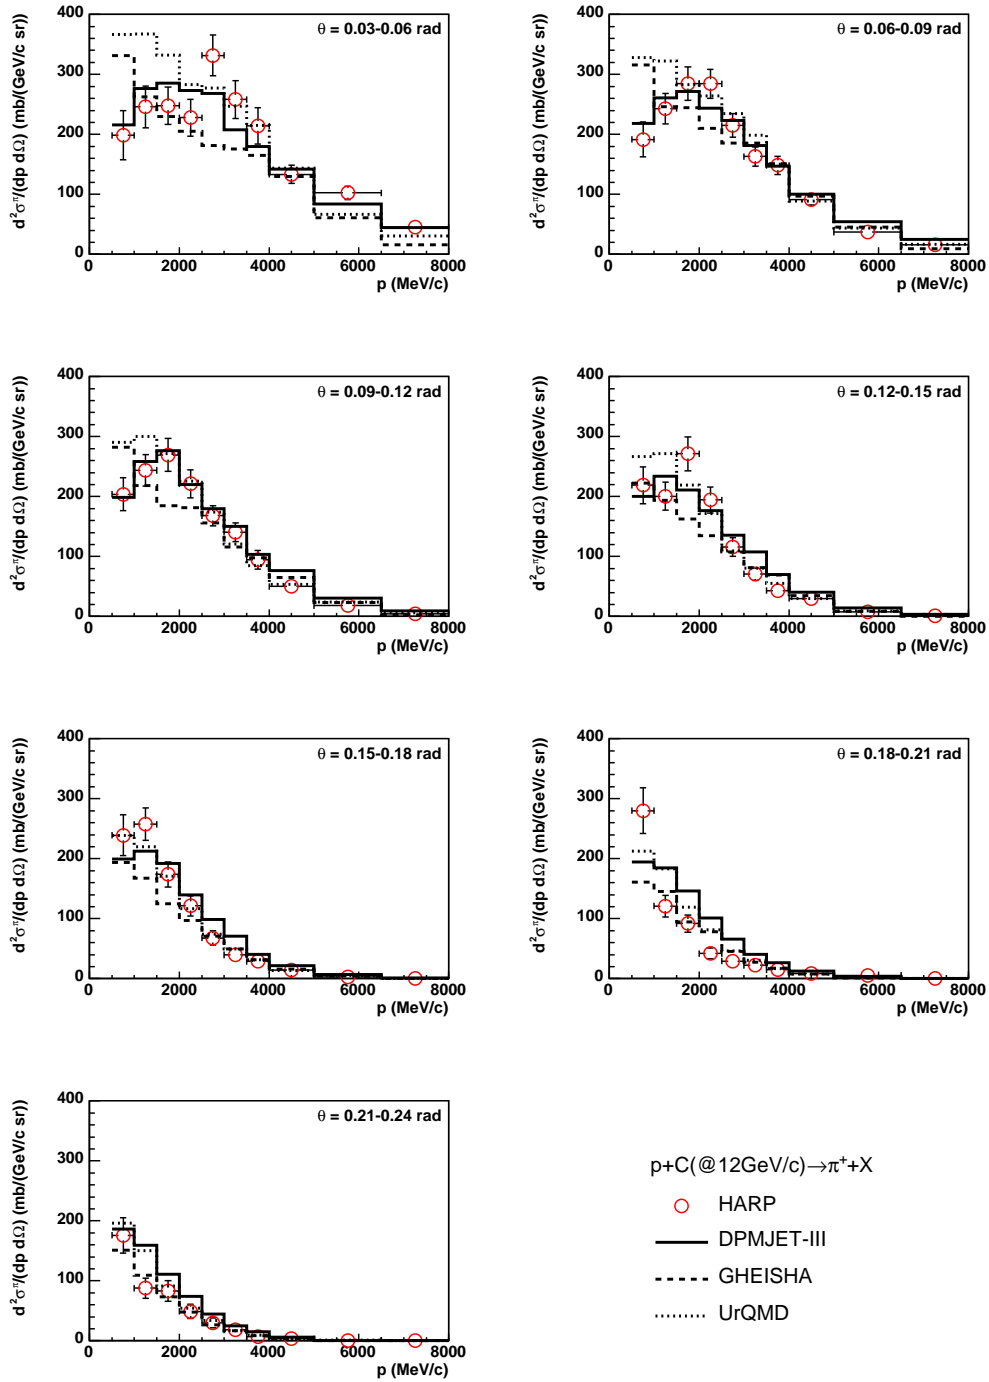 θ = 0.03-0.06 rad
d²σ^π/(dp dΩ) (mb/(GeV/c sr))
400
300
200
100
0
0 2000 4000 6000 8000
p (MeV/c)
θ = 0.06-0.09 rad
d²σ^π/(dp dΩ) (mb/(GeV/c sr))
400
300
200
100
0
0 2000 4000 6000 8000
p (MeV/c)
θ = 0.09-0.12 rad
d²σ^π/(dp dΩ) (mb/(GeV/c sr))
400
300
200
100
0
0 2000 4000 6000 8000
p (MeV/c)
θ = 0.12-0.15 rad
d²σ^π/(dp dΩ) (mb/(GeV/c sr))
400
300
200
100
0
0 2000 4000 6000 8000
p (MeV/c)
θ = 0.15-0.18 rad
d²σ^π/(dp dΩ) (mb/(GeV/c sr))
400
300
200
100
0
0 2000 4000 6000 8000
p (MeV/c)
θ = 0.18-0.21 rad
d²σ^π/(dp dΩ) (mb/(GeV/c sr))
400
300
200
100
0
0 2000 4000 6000 8000
p (MeV/c)
θ = 0.21-0.24 rad
d²σ^π/(dp dΩ) (mb/(GeV/c sr))
400
300
200
100
0
0 2000 4000 6000 8000
p (MeV/c)
p+C(@12GeV/c)→π⁺+X
HARP
DPMJET-III
GHEISHA
UrQMD